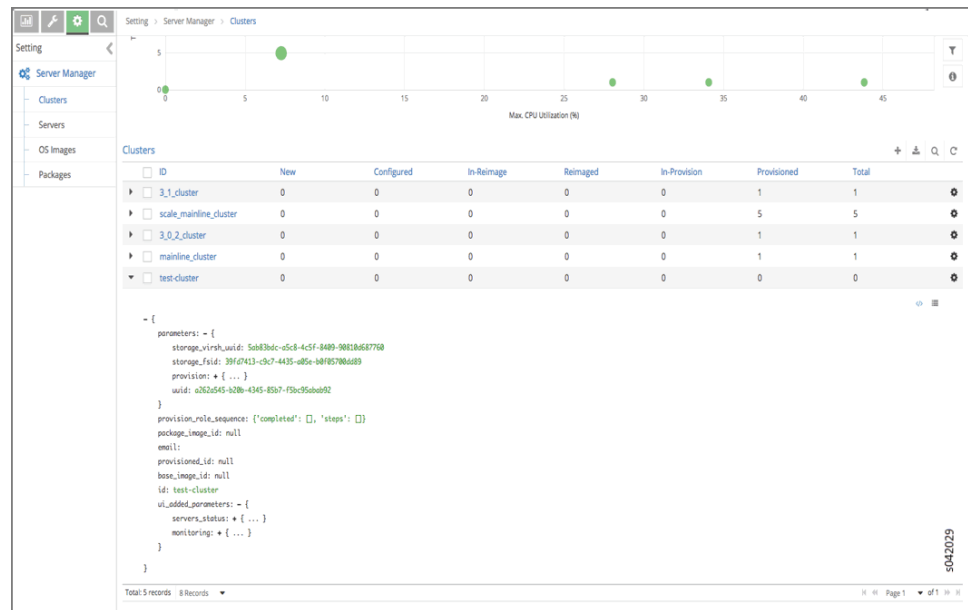 Setting > Server Manager > Clusters
Setting
Server Manager
Clusters
Servers
OS Images
Packages
5
0
0 5 10 15 20 25 30 35 40 45
Max. CPU Utilization (%)
Clusters
ID New Configured In-Reimage Reimaged In-Provision Provisioned Total
3_1_cluster 0 0 0 0 0 1 1
scale_mainline_cluster 0 0 0 0 0 5 5
3_0_2_cluster 0 0 0 0 0 1 1
mainline_cluster 0 0 0 0 0 1 1
test-cluster 0 0 0 0 0 0 0
- {
parameters: - {
storage_virsh_uuid: 5ab83bdc-a5c8-4c5f-8409-90810d687760
storage_fsid: 39fd7413-c9c7-4435-a05e-b0f05700dd89
provision: + { ... }
uuid: a262a545-b20b-4345-85b7-f5bc95abab92
}
provision_role_sequence: {'completed': [], 'steps': []}
package_image_id: null
email:
provisioned_id: null
base_image_id: null
id: test-cluster
ui_added_parameters: - {
servers_status: + { ... }
monitoring: + { ... }
}
}
Total: 5 records 8 Records
Page 1 of 1
s042029